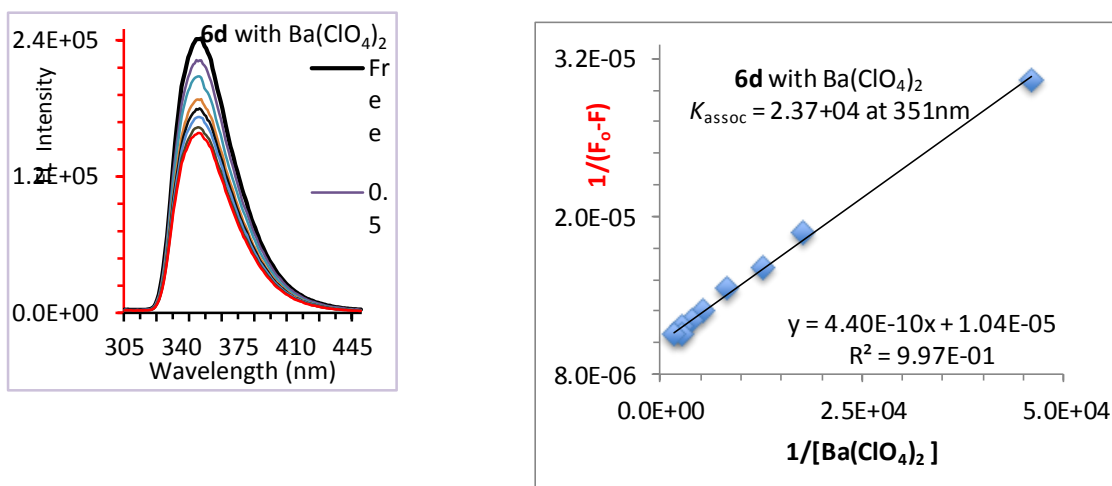 6d with Ba(ClO₄)₂
2.4E+05
1.2E+05
0.0E+00
Intensity
Fr
e
e
0.
5
305 340 375 410 445
Wavelength (nm)
6d with Ba(ClO₄)₂
Kassoc = 2.37+04 at 351nm
3.2E-05
2.0E-05
8.0E-06
1/(Fₒ-F)
y = 4.40E-10x + 1.04E-05
R² = 9.97E-01
0.0E+00 2.5E+04 5.0E+04
1/[Ba(ClO₄)₂ ]